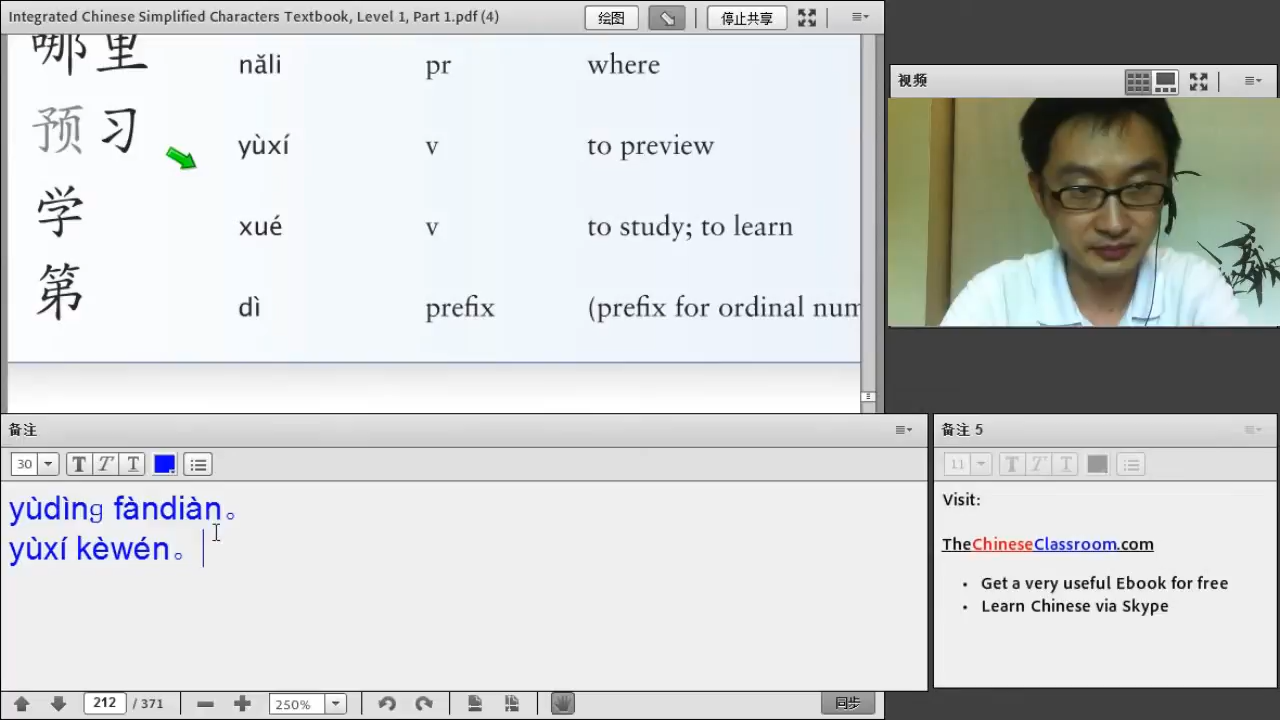 Integrated Chinese Simplified Characters Textbook, Level 1, Part 1.pdf (4)
绘图
停止共享
哪里 nǎli pr where
预习 yùxí v to preview
学 xué v to study; to learn
第 dì prefix (prefix for ordinal num
视频
备注
30
T T T
yùdìng fàndiàn。
yùxí kèwén。
备注 5
11
T T T
Visit:
TheChineseClassroom.com
• Get a very useful Ebook for free
• Learn Chinese via Skype
212 / 371
250%
同步